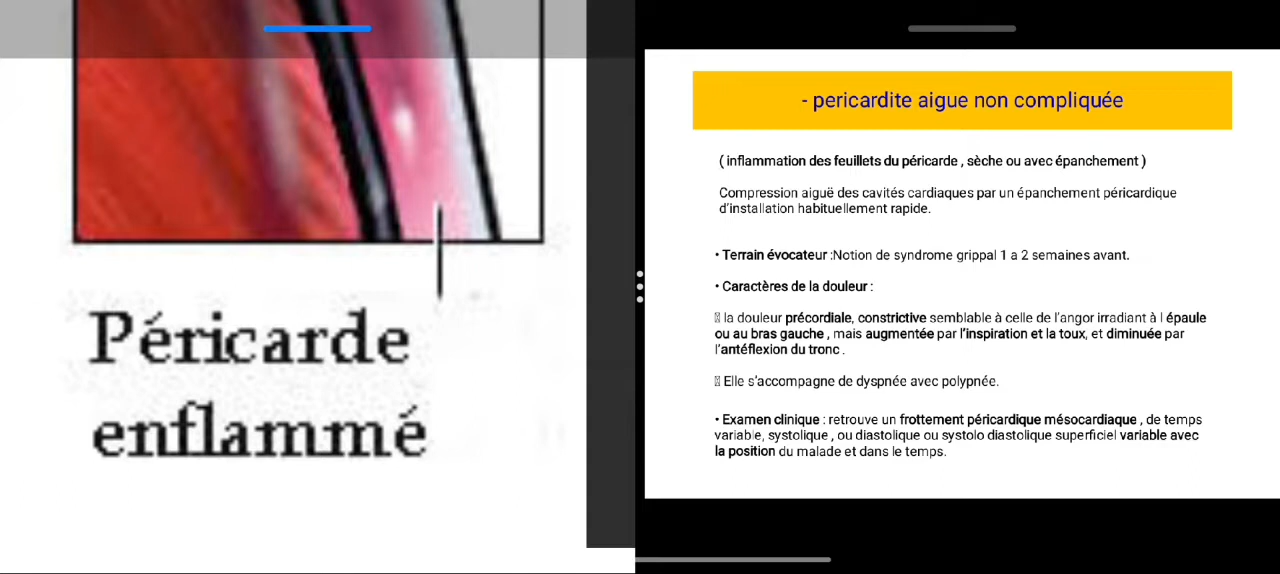 Péricarde
enflammé
- pericardite aigue non compliquée
( inflammation des feuillets du péricarde , sèche ou avec épanchement )
Compression aiguë des cavités cardiaques par un épanchement péricardique
d'installation habituellement rapide.
• Terrain évocateur :Notion de syndrome grippal 1 a 2 semaines avant.
• Caractères de la douleur :
la douleur précordiale, constrictive semblable à celle de l'angor irradiant à l épaule
ou au bras gauche , mais augmentée par l'inspiration et la toux, et diminuée par
l'antéflexion du tronc .
Elle s'accompagne de dyspnée avec polypnée.
• Examen clinique : retrouve un frottement péricardique mésocardiaque , de temps
variable, systolique , ou diastolique ou systolo diastolique superficiel variable avec
la position du malade et dans le temps.